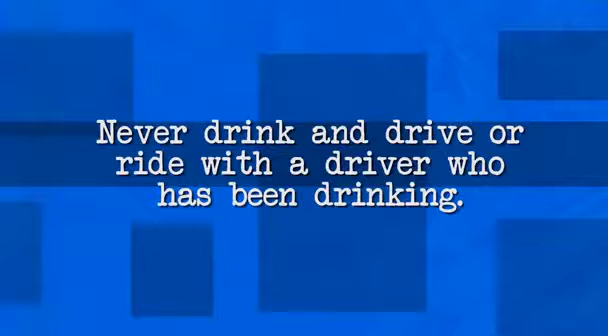 Never drink and drive or
ride with a driver who
has been drinking.